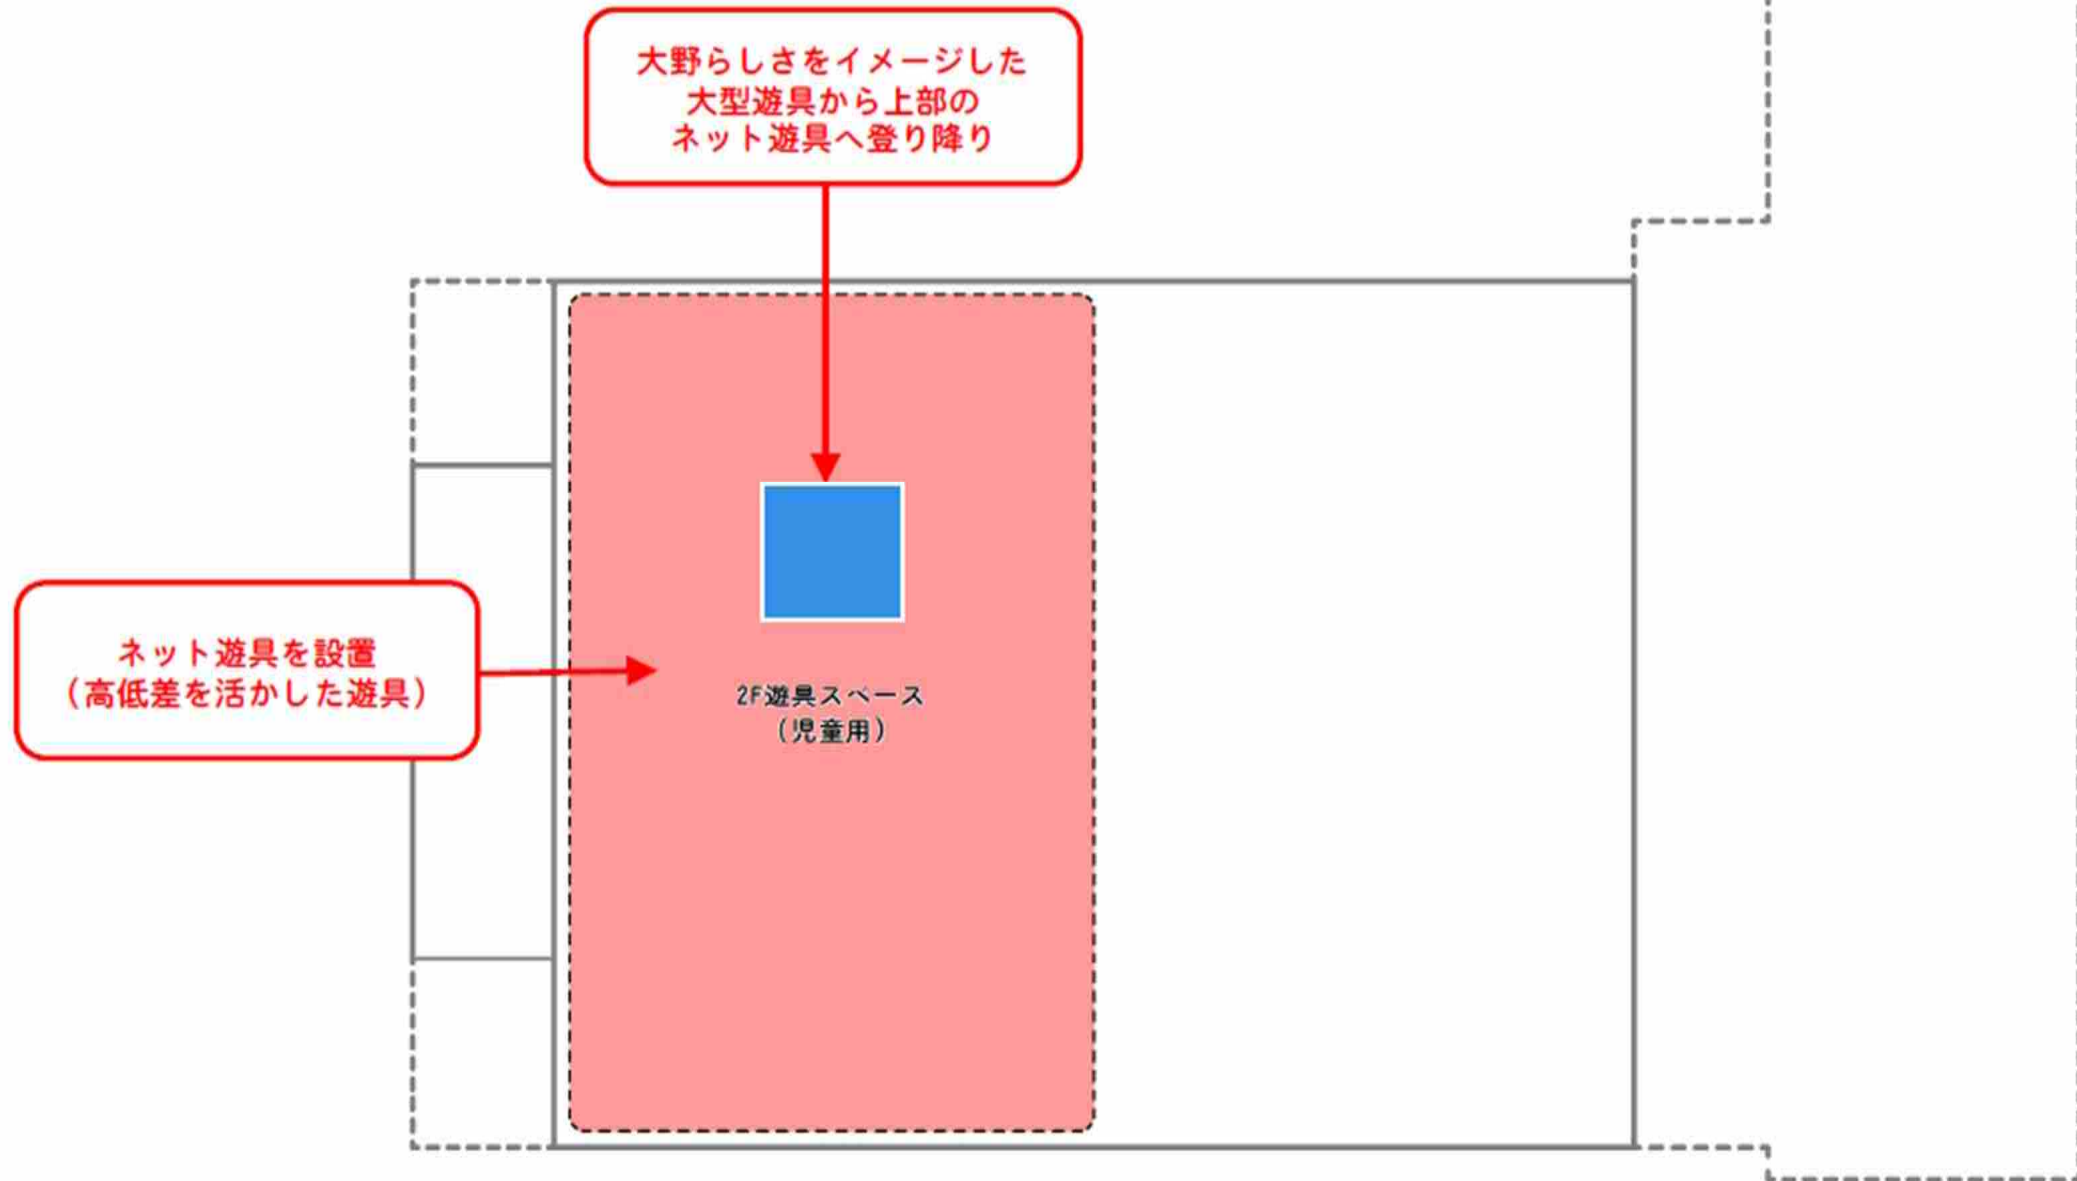 大野らしさをイメージした
大型遊具から上部の
ネット遊具へ登り降り
ネット遊具を設置
（高低差を活かした遊具）
2F遊具スペース
（児童用）